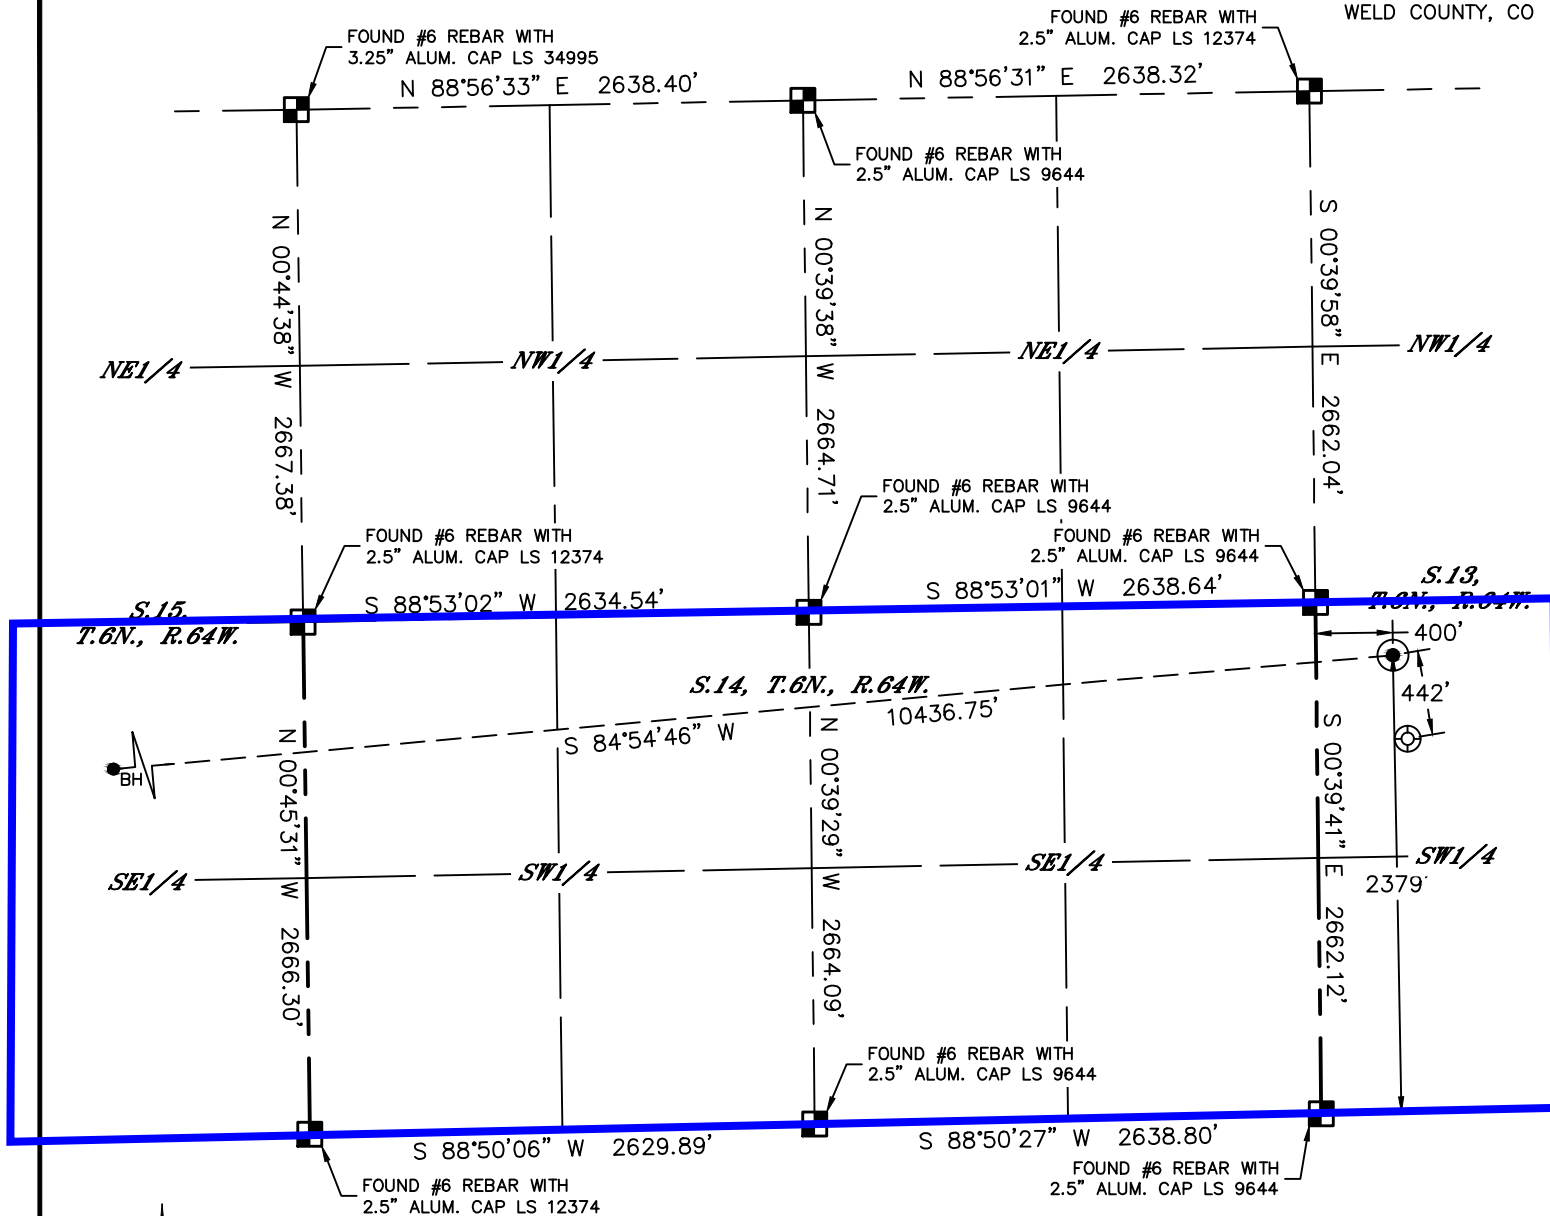 WELD COUNTY, CO
FOUND #6 REBAR WITH
3.25" ALUM. CAP LS 34995
FOUND #6 REBAR WITH
2.5" ALUM. CAP LS 12374
N 88°56'33" E 2638.40'
N 88°56'31" E 2638.32'
FOUND #6 REBAR WITH
2.5" ALUM. CAP LS 9644
N 00°44'38" W 2667.38'
N 00°39'38" W 2664.71'
S 00°39'58" E 2662.04'
NE1/4
NW1/4
NE1/4
NW1/4
FOUND #6 REBAR WITH
2.5" ALUM. CAP LS 9644
FOUND #6 REBAR WITH
2.5" ALUM. CAP LS 12374
FOUND #6 REBAR WITH
2.5" ALUM. CAP LS 9644
S 88°53'02" W 2634.54'
S 88°53'01" W 2638.64'
S.15,
T.6N., R.64W.
S.13,
T.6N., R.64W.
400'
S.14, T.6N., R.64W.
442'
S 84°54'46" W 10436.75'
BH
N 00°45'31" W 2666.30'
N 00°39'29" W 2664.09'
S 00°39'41" E 2662.12'
SE1/4
SW1/4
SE1/4
SW1/4
2379'
FOUND #6 REBAR WITH
2.5" ALUM. CAP LS 9644
S 88°50'06" W 2629.89'
S 88°50'27" W 2638.80'
FOUND #6 REBAR WITH
2.5" ALUM. CAP LS 12374
FOUND #6 REBAR WITH
2.5" ALUM. CAP LS 9644